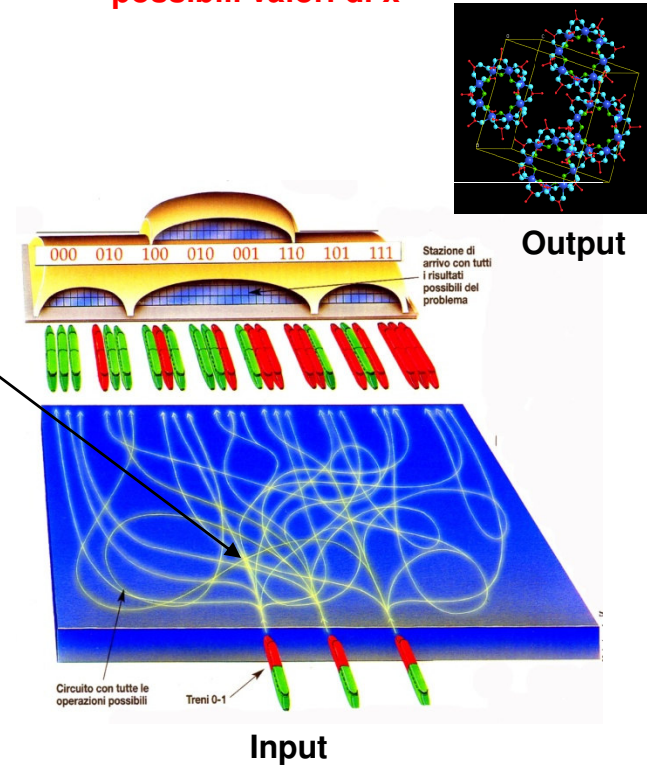 possibili valori di x
Output
000 010 100 010 001 110 101 111
Stazione di
arrivo con tutti
i risultati
possibili del
problema
Circuito con tutte le
operazioni possibili
Treni 0-1
Input